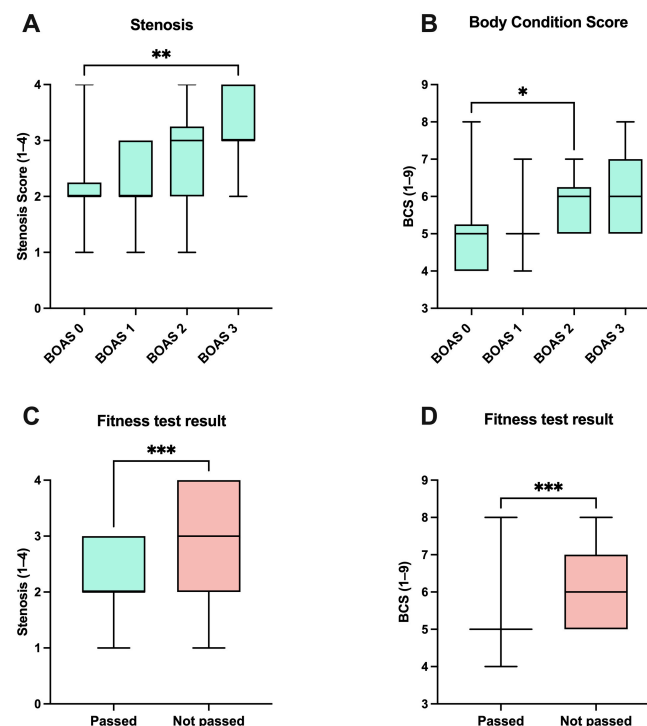 A
Stenosis
**
Stenosis Score (1–4)
4
3
2
1
0
BOAS 0
BOAS 1
BOAS 2
BOAS 3
B
Body Condition Score
*
BCS (1–9)
9
8
7
6
5
4
3
BOAS 0
BOAS 1
BOAS 2
BOAS 3
C
Fitness test result
***
Stenosis (1–4)
4
3
2
1
0
Passed
Not passed
D
Fitness test result
***
BCS (1–9)
9
8
7
6
5
4
3
Passed
Not passed